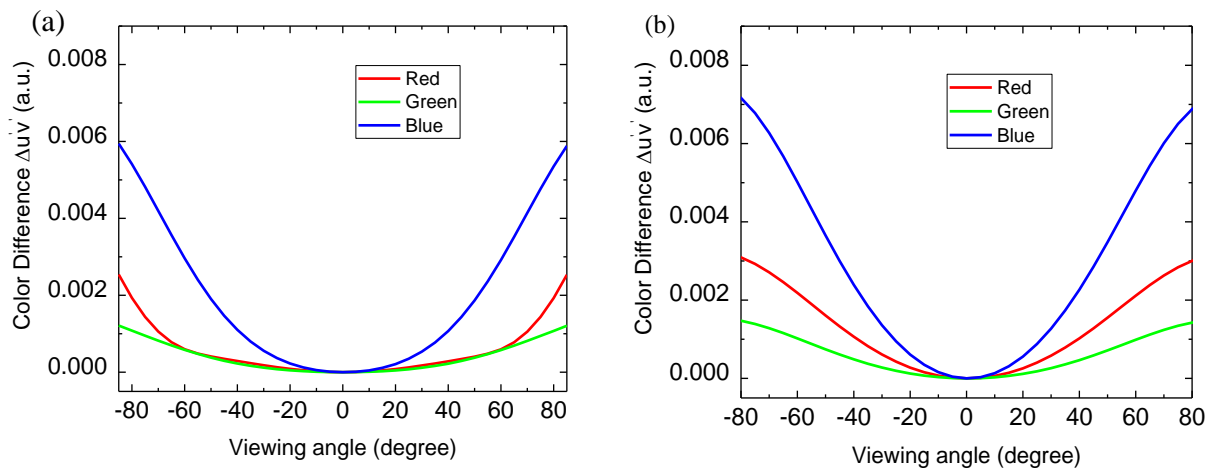 (a)
Color Difference Δu'v' (a.u.)
0.008
0.006
0.004
0.002
0.000
Red
Green
Blue
-80 -60 -40 -20 0 20 40 60 80
Viewing angle (degree)
(b)
Color Difference Δu'v' (a.u.)
0.008
0.006
0.004
0.002
0.000
Red
Green
Blue
-80 -60 -40 -20 0 20 40 60 80
Viewing angle (degree)